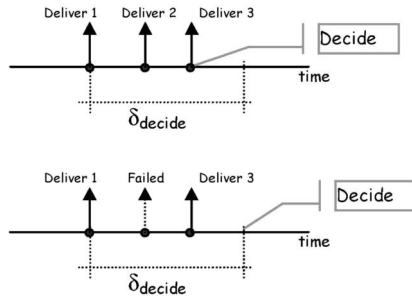 Deliver 1 Deliver 2 Deliver 3
Decide
time
δdecide
Deliver 1 Failed Deliver 3
Decide
time
δdecide